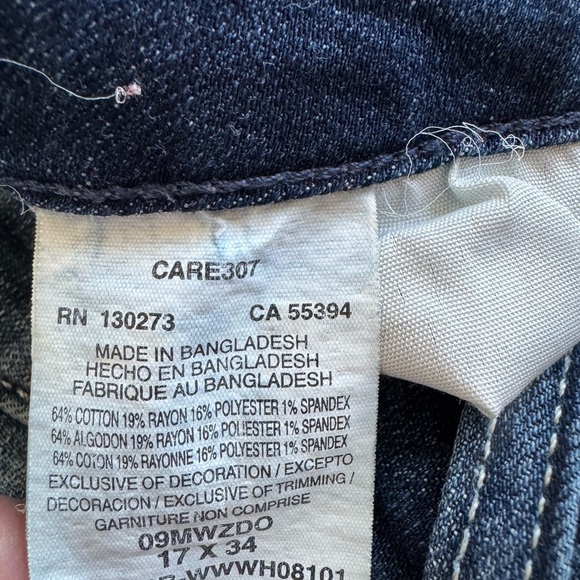 CARE307
RN 130273 CA 55394
MADE IN BANGLADESH
HECHO EN BANGLADESH
FABRIQUE AU BANGLADESH
64% COTTON 19% RAYON 16% POLYESTER 1% SPANDEX
64% ALGODON 19% RAYON 16% POLIESTER 1% SPANDEX
64% COTON 19% RAYONNE 16% POLYESTER 1% SPANDEX
EXCLUSIVE OF DECORATION / EXCEPTO
DECORACION / EXCLUSIVE OF TRIMMING /
GARNITURE NON COMPRISE
09MWZDO
17 X 34
WWWH08101